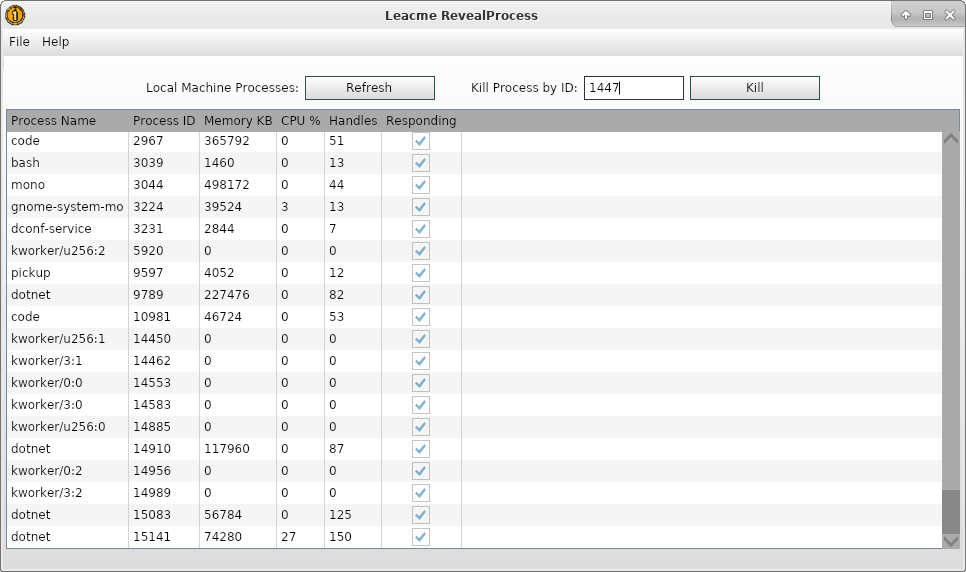 Leacme RevealProcess
File Help
Local Machine Processes: Refresh Kill Process by ID: 1447 Kill
Process Name Process ID Memory KB CPU % Handles Responding
code 2967 365792 0 51
bash 3039 1460 0 13
mono 3044 498172 0 44
gnome-system-mo 3224 39524 3 13
dconf-service 3231 2844 0 7
kworker/u256:2 5920 0 0 0
pickup 9597 4052 0 12
dotnet 9789 227476 0 82
code 10981 46724 0 53
kworker/u256:1 14450 0 0 0
kworker/3:1 14462 0 0 0
kworker/0:0 14553 0 0 0
kworker/3:0 14583 0 0 0
kworker/u256:0 14885 0 0 0
dotnet 14910 117960 0 87
kworker/0:2 14956 0 0 0
kworker/3:2 14989 0 0 0
dotnet 15083 56784 0 125
dotnet 15141 74280 27 150